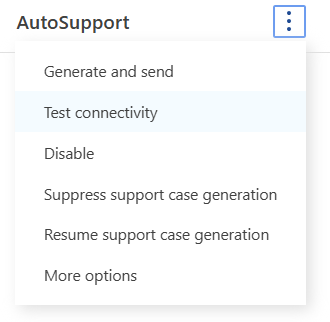 AutoSupport
Generate and send
Test connectivity
Disable
Suppress support case generation
Resume support case generation
More options